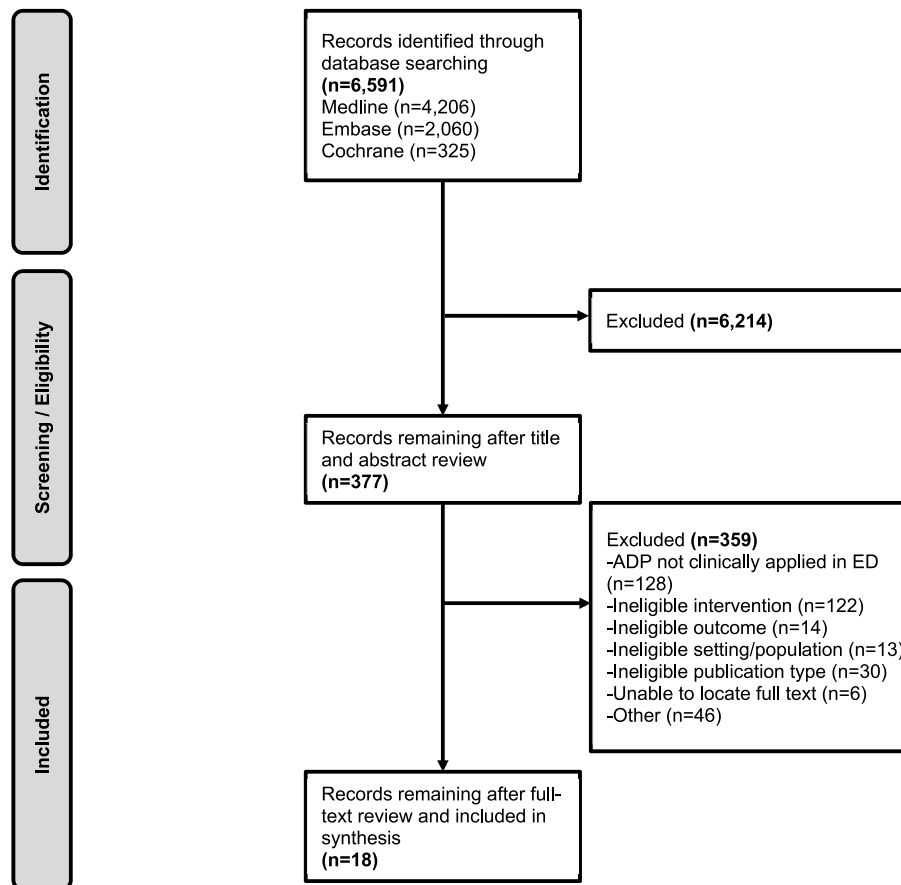 Identification
Records identified through
database searching
(n=6,591)
Medline (n=4,206)
Embase (n=2,060)
Cochrane (n=325)
Screening / Eligibility
Excluded (n=6,214)
Records remaining after title
and abstract review
(n=377)
Excluded (n=359)
-ADP not clinically applied in ED
(n=128)
-Ineligible intervention (n=122)
-Ineligible outcome (n=14)
-Ineligible setting/population (n=13)
-Ineligible publication type (n=30)
-Unable to locate full text (n=6)
-Other (n=46)
Included
Records remaining after full-
text review and included in
synthesis
(n=18)